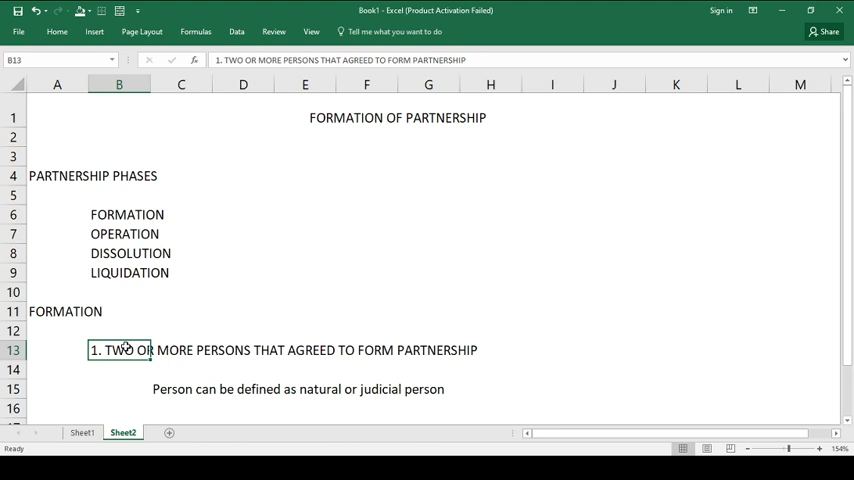 Book1 - Excel (Product Activation Failed)
Sign in
File Home Insert Page Layout Formulas Data Review View Tell me what you want to do Share
B13 fx 1. TWO OR MORE PERSONS THAT AGREED TO FORM PARTNERSHIP
A B C D E F G H I J K L M
1 FORMATION OF PARTNERSHIP
2
3
4 PARTNERSHIP PHASES
5
6 FORMATION
7 OPERATION
8 DISSOLUTION
9 LIQUIDATION
10
11 FORMATION
12
13 1. TWO OR MORE PERSONS THAT AGREED TO FORM PARTNERSHIP
14
15 Person can be defined as natural or judicial person
16
Sheet1 Sheet2
Ready 154%